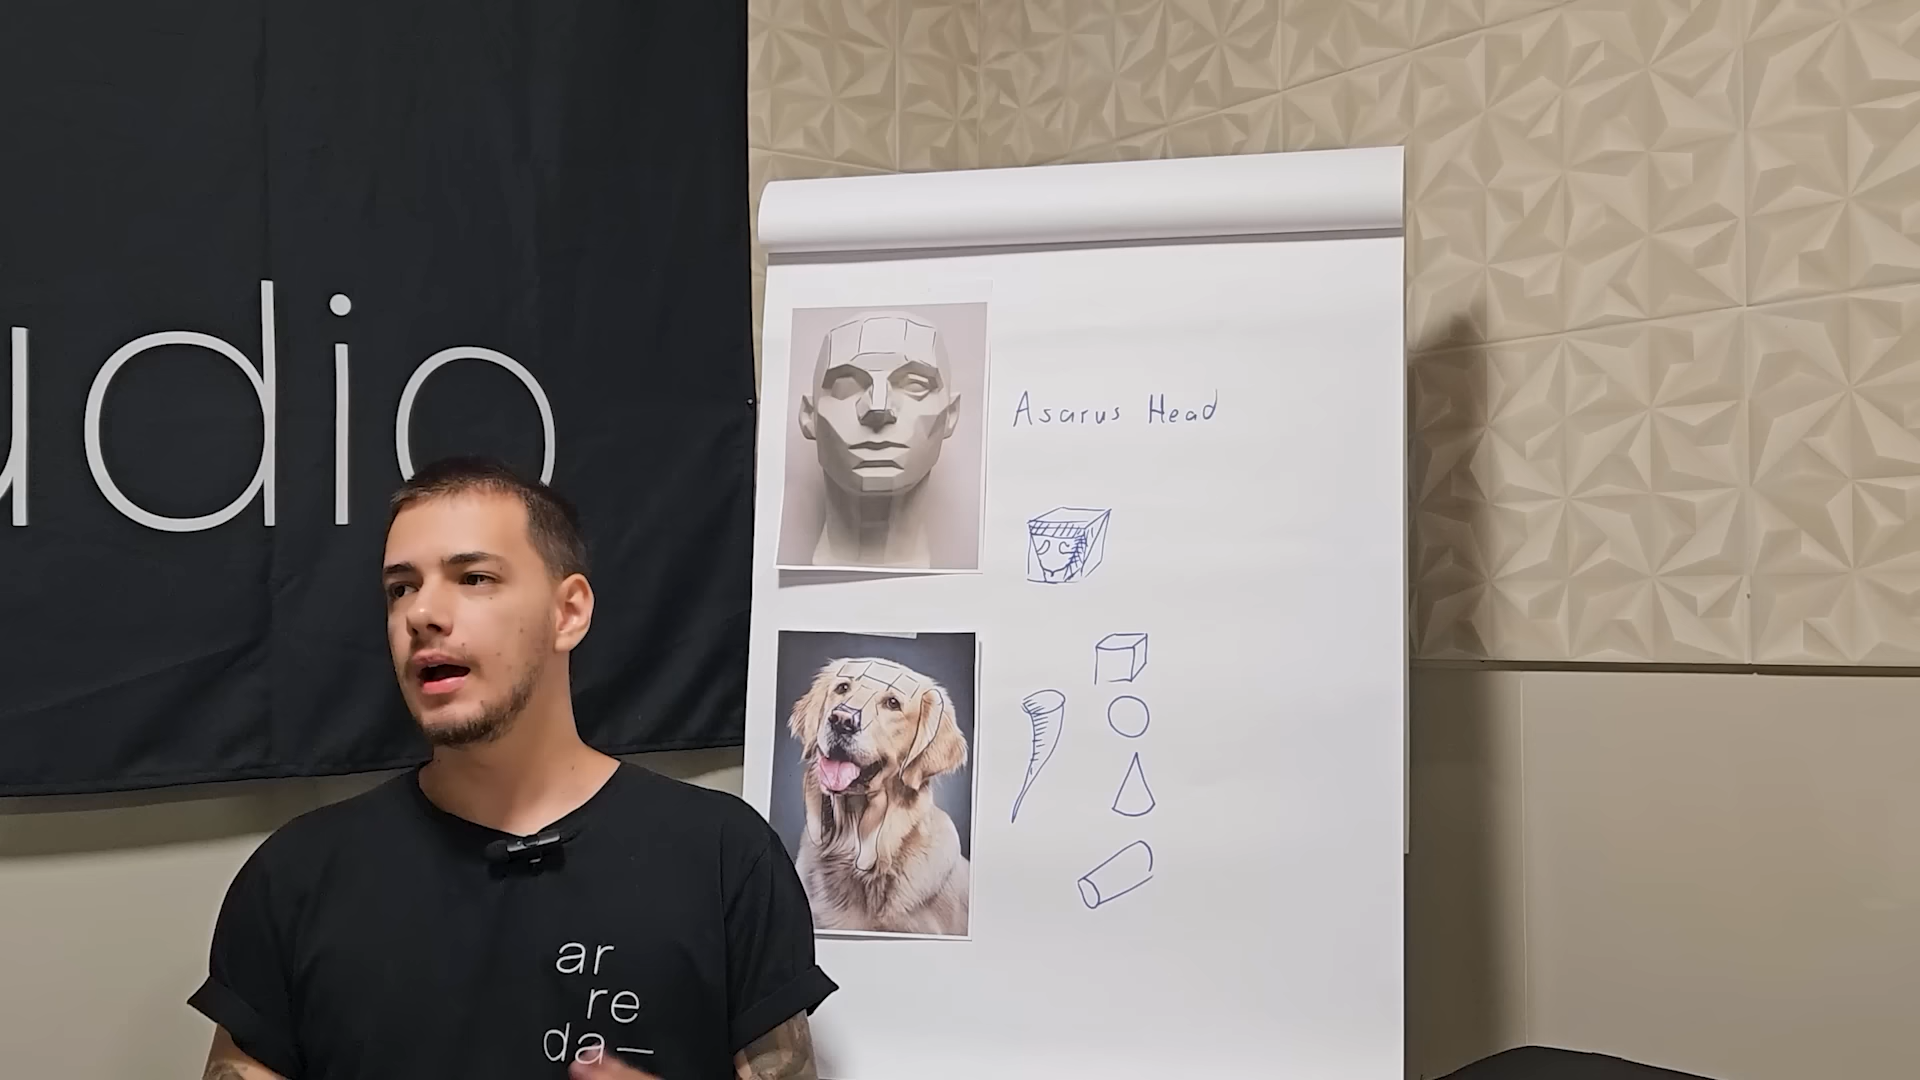 udio
Asarus Head
ar
re
da—